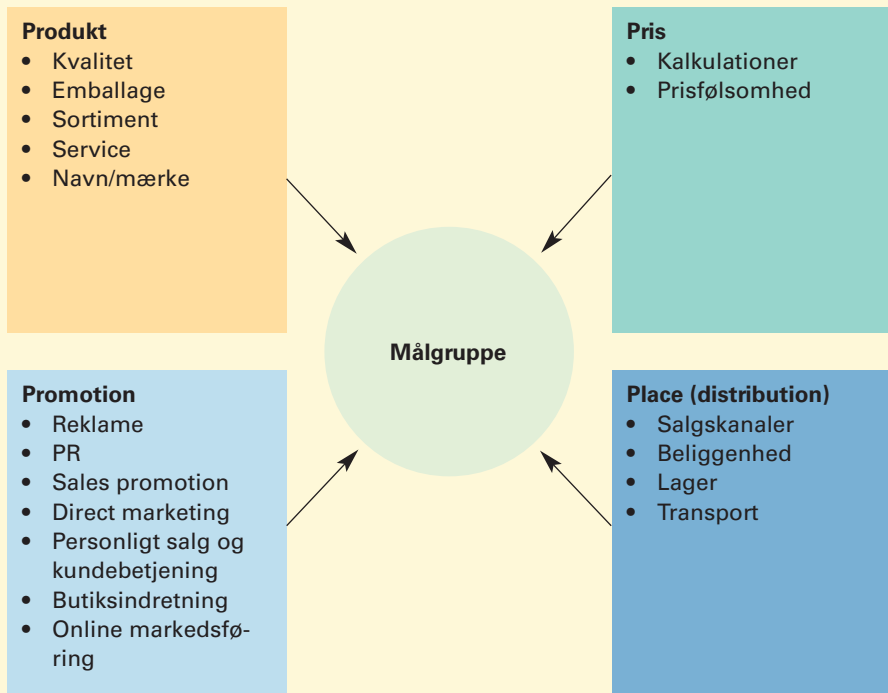 Produkt
• Kvalitet
• Emballage
• Sortiment
• Service
• Navn/mærke
Pris
• Kalkulationer
• Prisfølsomhed
Målgruppe
Promotion
• Reklame
• PR
• Sales promotion
• Direct marketing
• Personligt salg og
kundebetjening
• Butiksindretning
• Online markedsfø-
ring
Place (distribution)
• Salgskanaler
• Beliggenhed
• Lager
• Transport